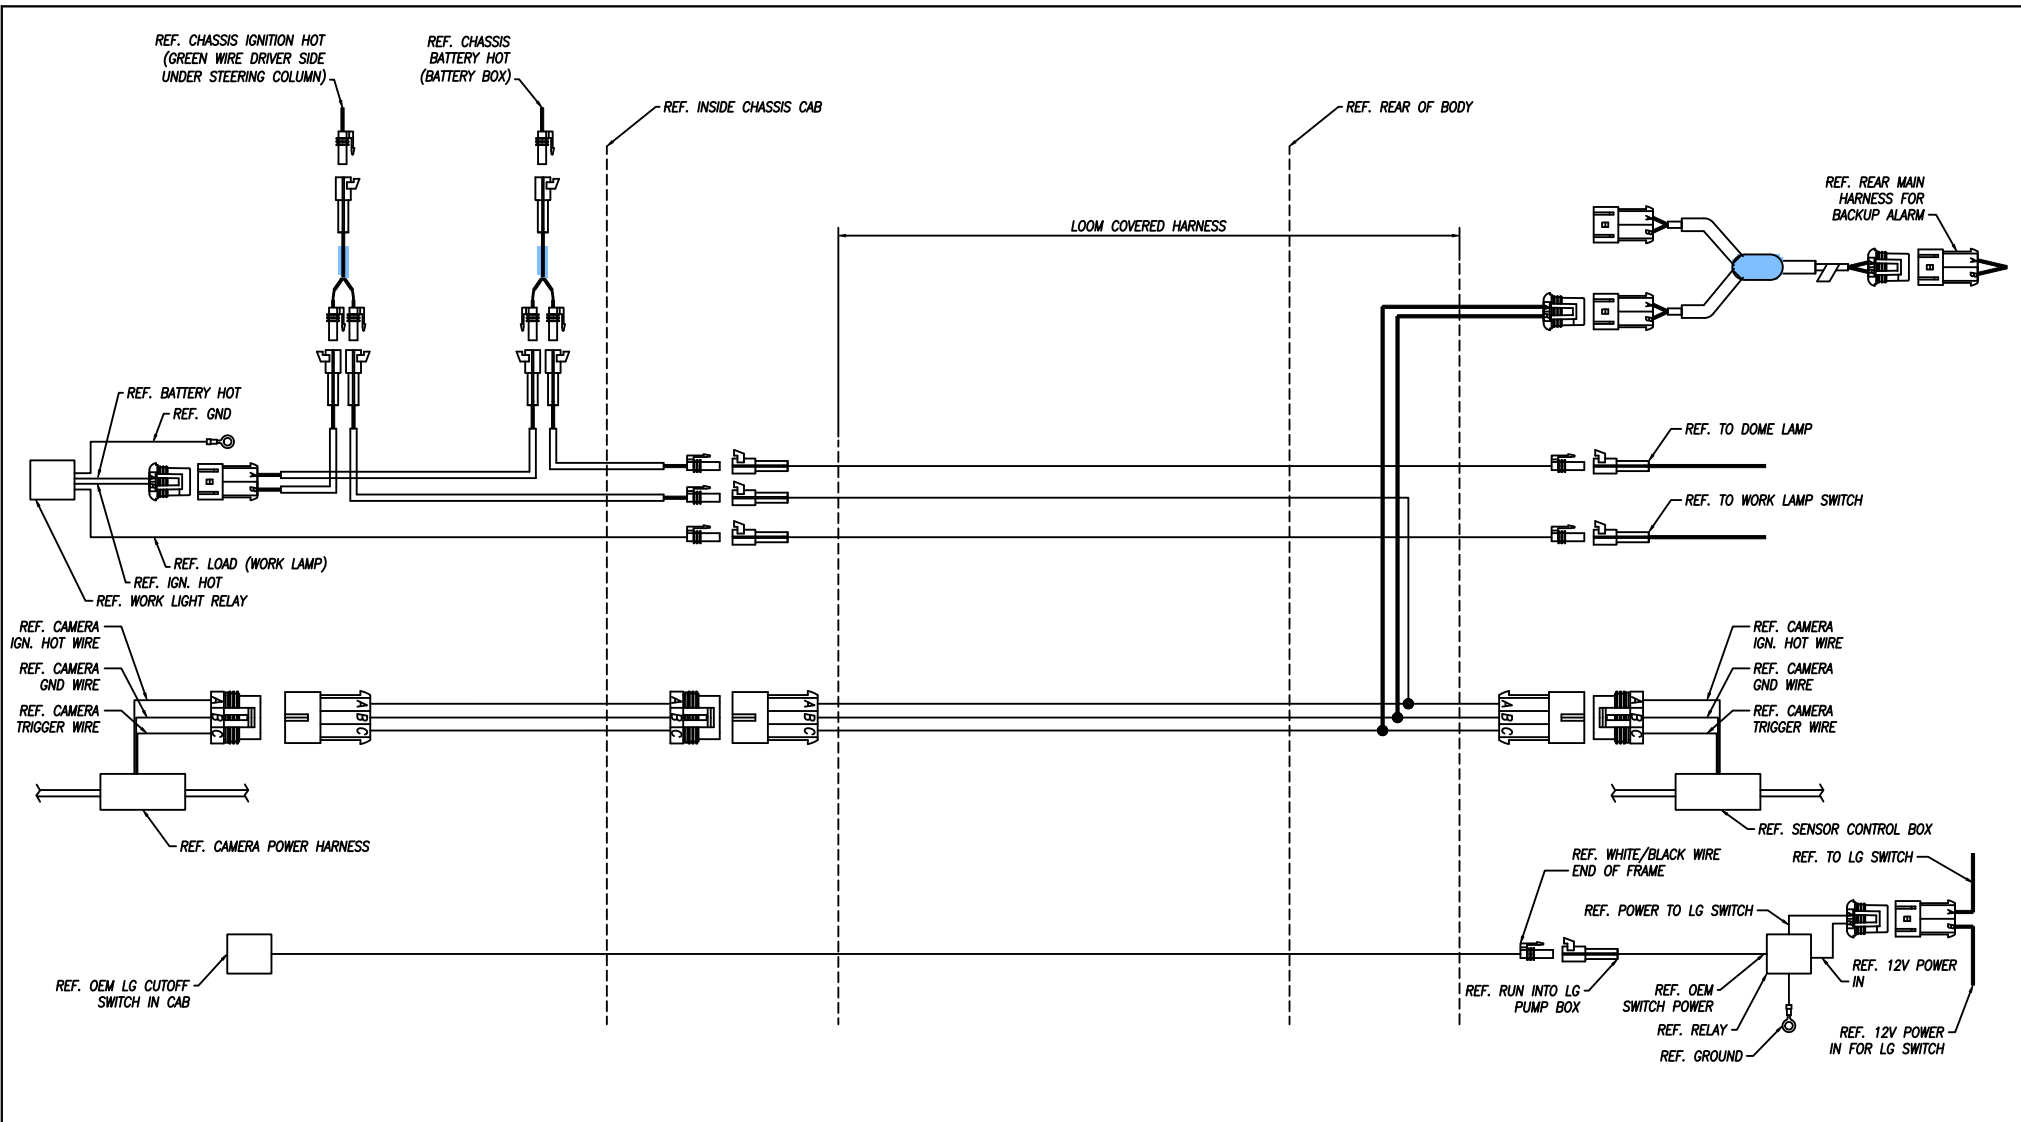 REF. CHASSIS IGNITION HOT
(GREEN WIRE DRIVER SIDE
UNDER STEERING COLUMN)
REF. CHASSIS
BATTERY HOT
(BATTERY BOX)
REF. INSIDE CHASSIS CAB
REF. REAR OF BODY
REF. REAR MAIN
HARNESS FOR
BACKUP ALARM
LOOM COVERED HARNESS
REF. BATTERY HOT
REF. GND
REF. TO DOME LAMP
REF. TO WORK LAMP SWITCH
REF. LOAD (WORK LAMP)
REF. IGN. HOT
REF. WORK LIGHT RELAY
REF. CAMERA
IGN. HOT WIRE
REF. CAMERA
GND WIRE
REF. CAMERA
TRIGGER WIRE
A
B
C
A
B
C
A
B
C
A
B
C
A
B
C
A
B
C
REF. CAMERA
IGN. HOT WIRE
REF. CAMERA
GND WIRE
REF. CAMERA
TRIGGER WIRE
REF. CAMERA POWER HARNESS
REF. SENSOR CONTROL BOX
REF. WHITE/BLACK WIRE
END OF FRAME
REF. TO LG SWITCH
REF. POWER TO LG SWITCH
REF. OEM LG CUTOFF
SWITCH IN CAB
REF. RUN INTO LG
PUMP BOX
REF. OEM
SWITCH POWER
REF. 12V POWER
IN
REF. RELAY
REF. GROUND
REF. 12V POWER
IN FOR LG SWITCH